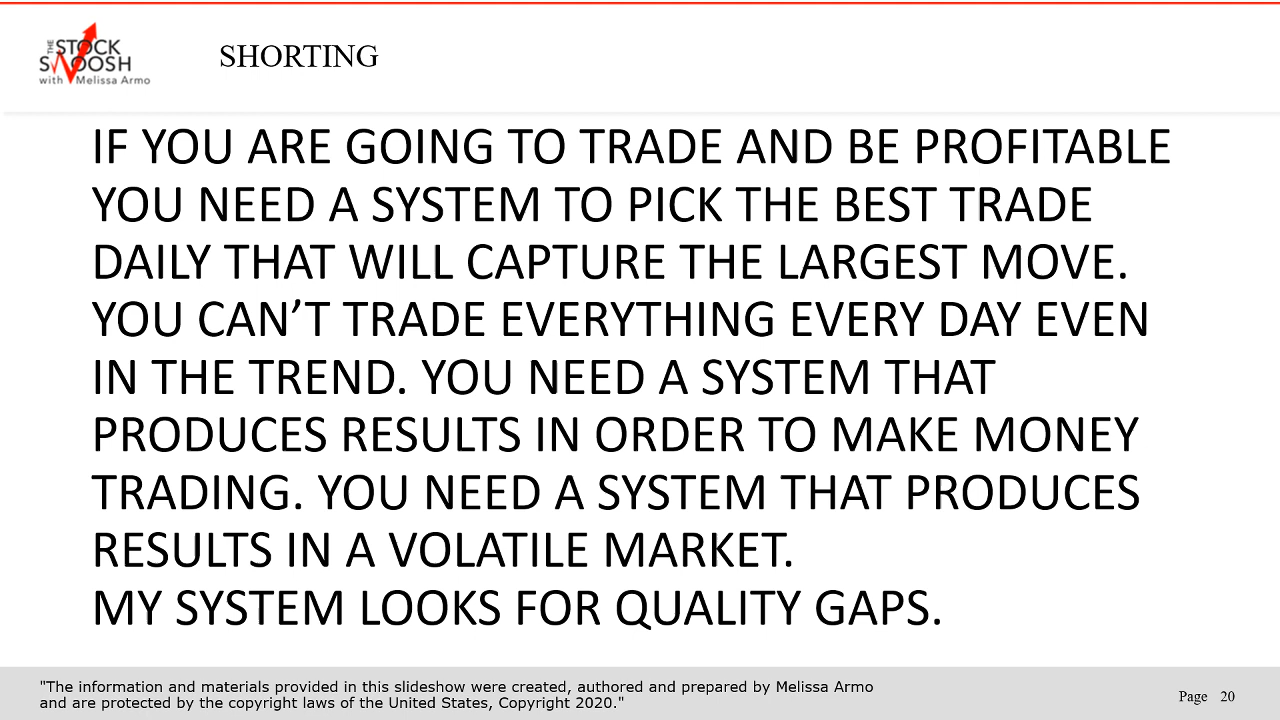 THE STOCK
SWOOSH
with Melissa Armo
SHORTING
IF YOU ARE GOING TO TRADE AND BE PROFITABLE
YOU NEED A SYSTEM TO PICK THE BEST TRADE
DAILY THAT WILL CAPTURE THE LARGEST MOVE.
YOU CAN’T TRADE EVERYTHING EVERY DAY EVEN
IN THE TREND. YOU NEED A SYSTEM THAT
PRODUCES RESULTS IN ORDER TO MAKE MONEY
TRADING. YOU NEED A SYSTEM THAT PRODUCES
RESULTS IN A VOLATILE MARKET.
MY SYSTEM LOOKS FOR QUALITY GAPS.
"The information and materials provided in this slideshow were created, authored and prepared by Melissa Armo
and are protected by the copyright laws of the United States, Copyright 2020."
Page 20